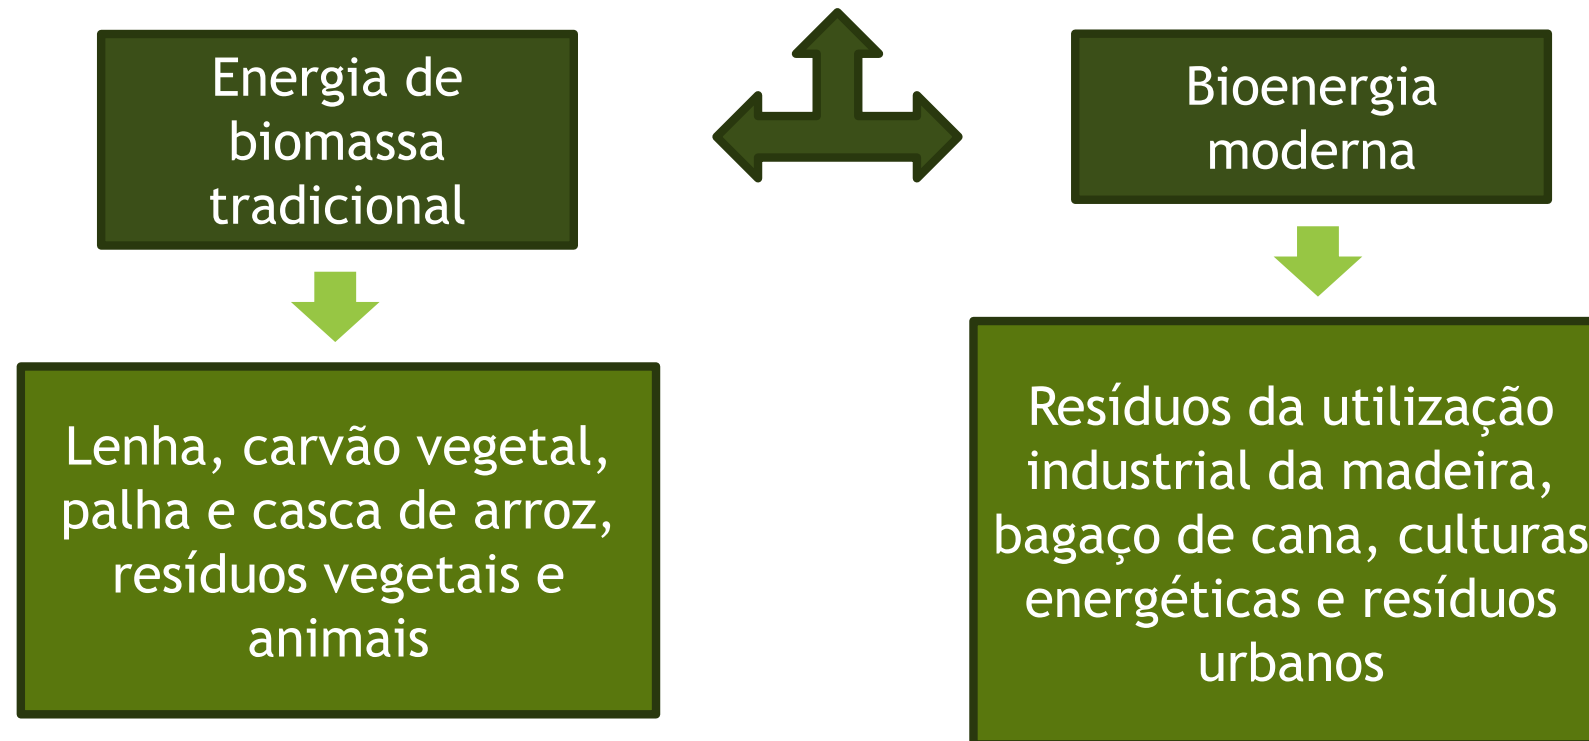 Energia de
biomassa
tradicional
Bioenergia
moderna
Lenha, carvão vegetal,
palha e casca de arroz,
resíduos vegetais e
animais
Resíduos da utilização
industrial da madeira,
bagaço de cana, culturas
energéticas e resíduos
urbanos